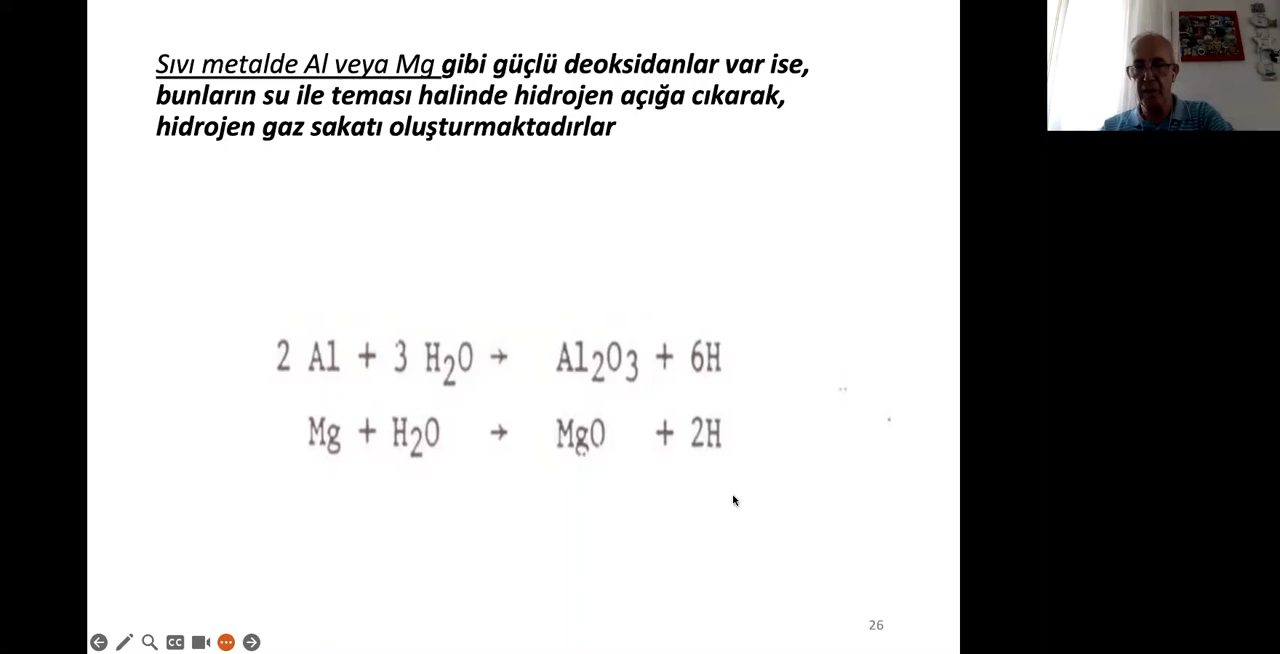 Sıvı metalde Al veya Mg gibi güçlü deoksidanlar var ise,
bunların su ile teması halinde hidrojen açığa cıkarak,
hidrojen gaz sakatı oluşturmaktadırlar
2 Al + 3 H2O → Al2O3 + 6H
Mg + H2O → MgO + 2H
26
CC